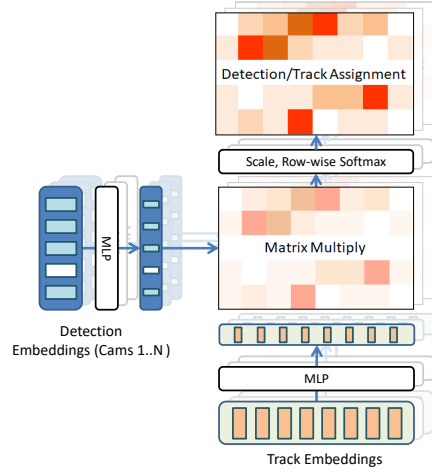 Detection/Track Assignment
Scale, Row-wise Softmax
MLP
Matrix Multiply
Detection
Embeddings (Cams 1..N )
MLP
Track Embeddings